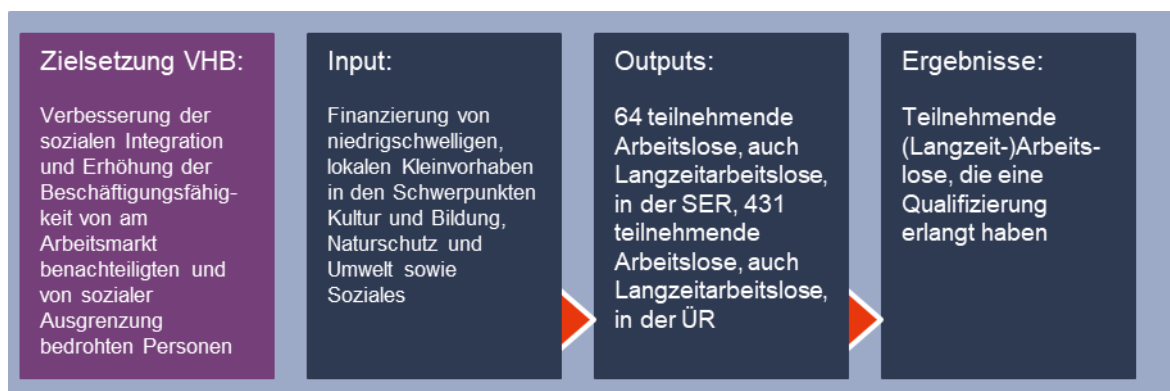 Zielsetzung VHB:
Verbesserung der
sozialen Integration
und Erhöhung der
Beschäftigungsfähig-
keit von am
Arbeitsmarkt
benachteiligten und
von sozialer
Ausgrenzung
bedrohten Personen
Input:
Finanzierung von
niedrigschwelligen,
lokalen Kleinvorhaben
in den Schwerpunkten
Kultur und Bildung,
Naturschutz und
Umwelt sowie
Soziales
Outputs:
64 teilnehmende
Arbeitslose, auch
Langzeitarbeitslose,
in der SER, 431
teilnehmende
Arbeitslose, auch
Langzeitarbeitslose,
in der ÜR
Ergebnisse:
Teilnehmende
(Langzeit-)Arbeits-
lose, die eine
Qualifizierung
erlangt haben